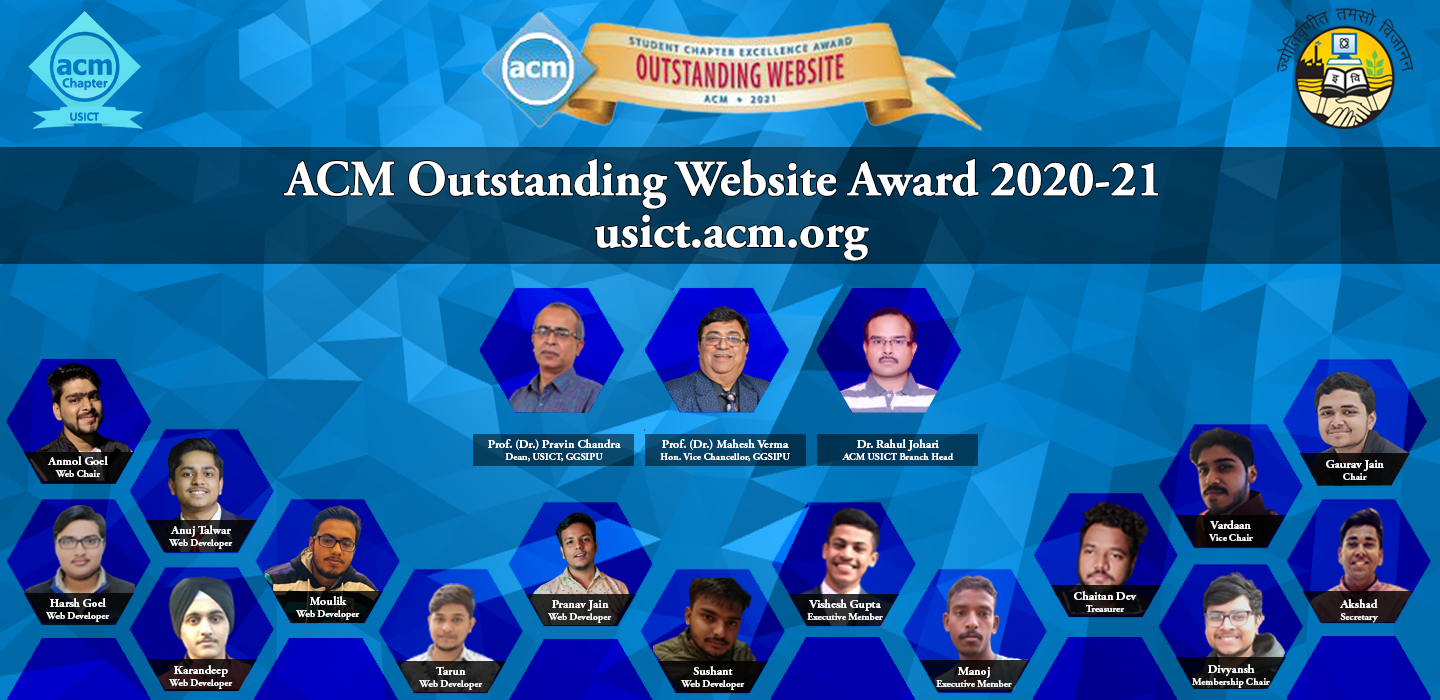 acm
Chapter
USICT
acm
STUDENT CHAPTER EXCELLENCE AWARD
OUTSTANDING WEBSITE
ACM • 2021
इ वि
ACM Outstanding Website Award 2020-21
usict.acm.org
Prof. (Dr.) Pravin Chandra
Dean, USICT, GGSIPU
Prof. (Dr.) Mahesh Verma
Hon. Vice Chancellor, GGSIPU
Dr. Rahul Johari
ACM USICT Branch Head
Anmol Goel
Web Chair
Anuj Talwar
Web Developer
Harsh Goel
Web Developer
Karandeep
Web Developer
Moulik
Web Developer
Tarun
Web Developer
Pranav Jain
Web Developer
Sushant
Web Developer
Vishesh Gupta
Executive Member
Manoj
Executive Member
Chaitan Dev
Treasurer
Vardaan
Vice Chair
Divyansh
Membership Chair
Gaurav Jain
Chair
Akshad
Secretary